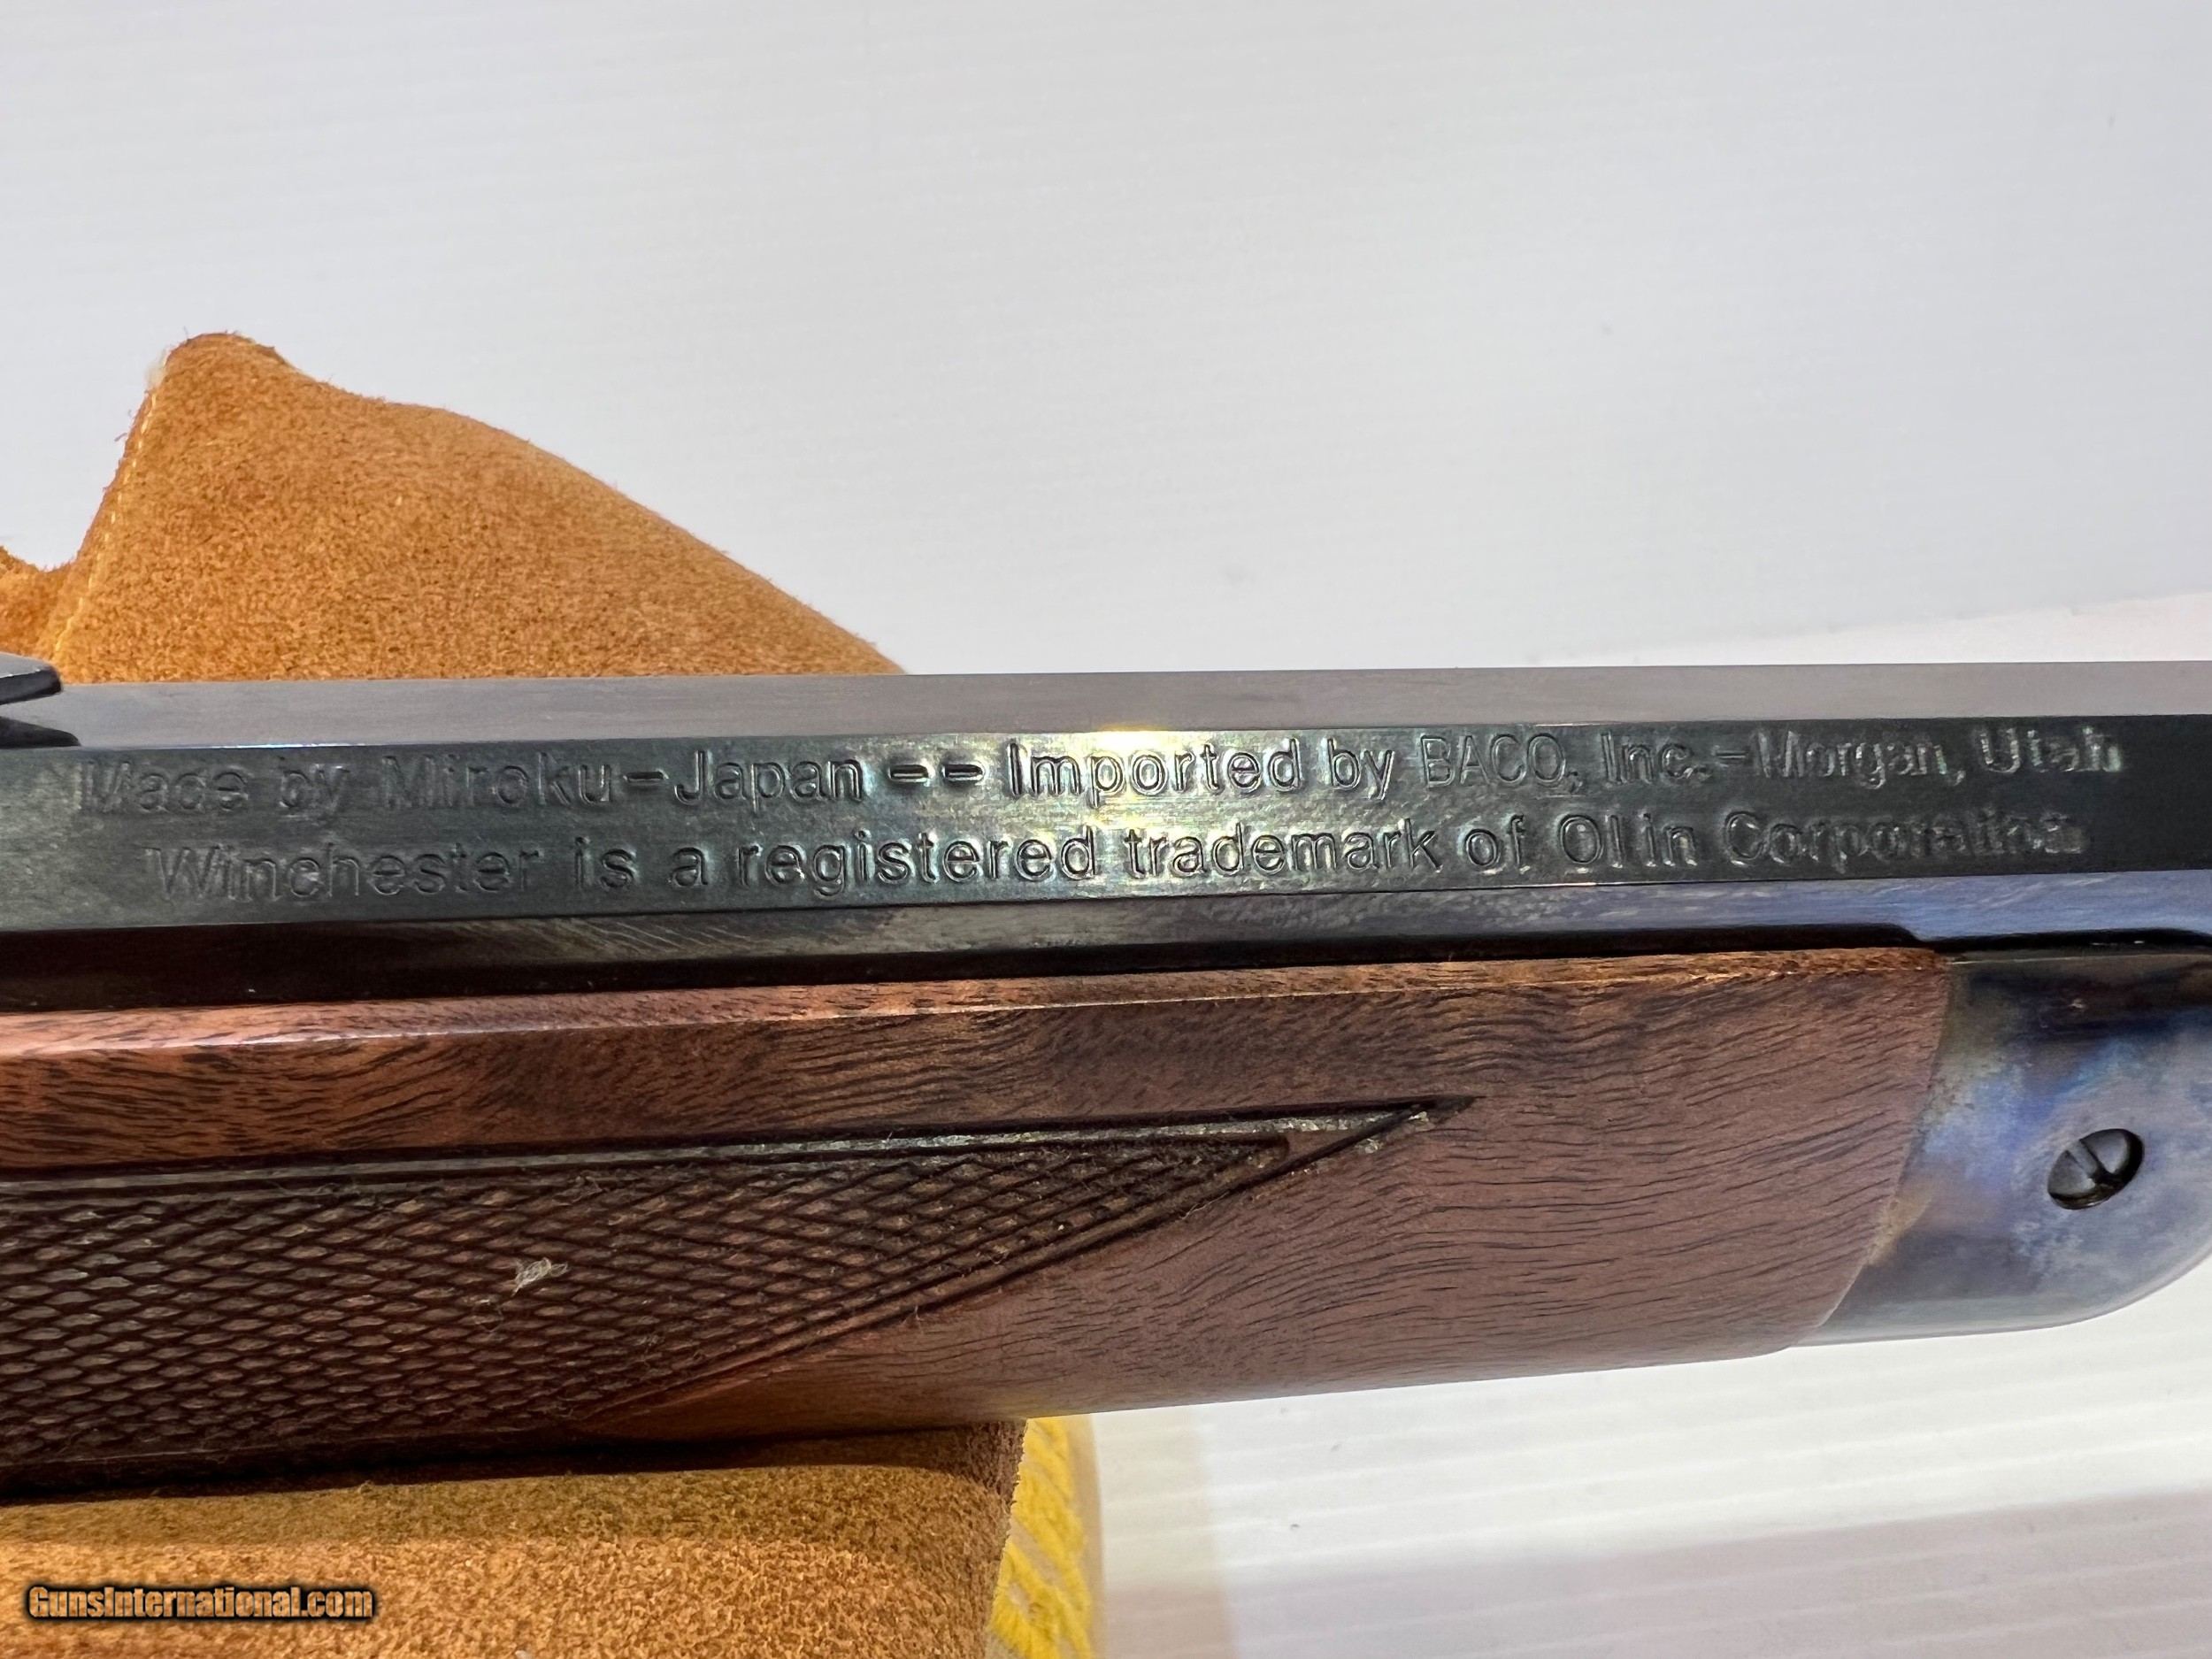 Made by Miroku-Japan -- Imported by BACO, Inc.-Morgan, Utah
Winchester is a registered trademark of Olin Corporation
GunsInternational.com